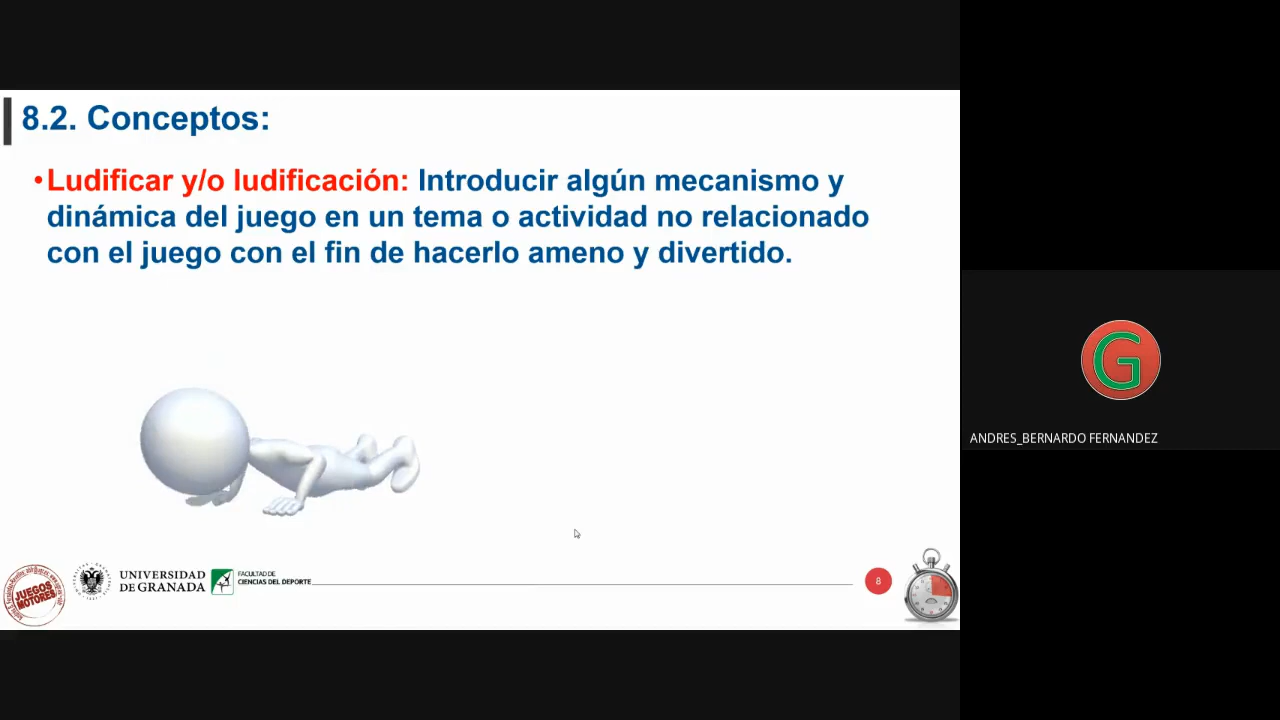 8.2. Conceptos:
•Ludificar y/o ludificación: Introducir algún mecanismo y
dinámica del juego en un tema o actividad no relacionado
con el juego con el fin de hacerlo ameno y divertido.
G
ANDRES_BERNARDO FERNANDEZ
JUEGOS
MOTORES
UNIVERSIDAD
DE GRANADA
FACULTAD DE
CIENCIAS DEL DEPORTE
8